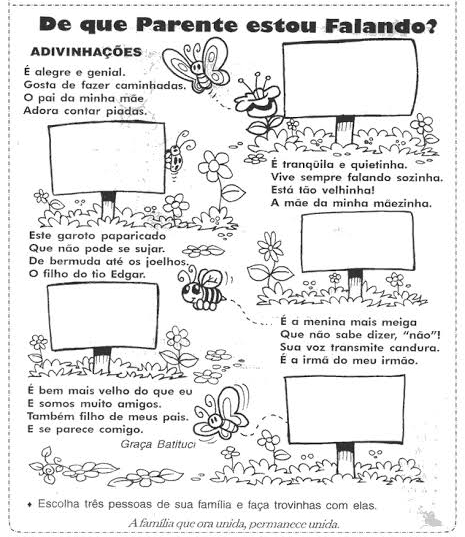 De que Parente estou Falando?
ADIVINHAÇÕES
É alegre e genial.
Gosta de fazer caminhadas.
O pai da minha mãe
Adora contar piadas.
É tranqüila e quietinha.
Vive sempre falando sozinha.
Está tão velhinha!
A mãe da minha mãezinha.
Este garoto paparicado
Que não pode se sujar.
De bermuda até os joelhos.
O filho do tio Edgar.
É a menina mais meiga
Que não sabe dizer, "não"!
Sua voz transmite candura.
É a irmã do meu irmão.
É bem mais velho do que eu
E somos muito amigos.
Também filho de meus pais.
E se parece comigo.
Graça Batituci
♦ Escolha três pessoas de sua família e faça trovinhas com elas.
A família que ora unida, permanece unida.